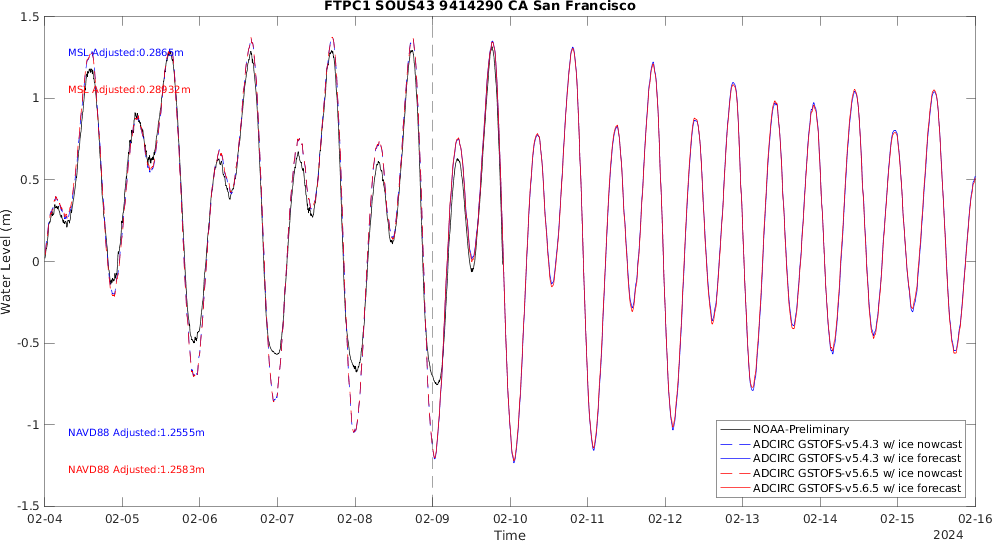 FTPC1 SOUS43 9414290 CA San Francisco
1.5
1
0.5
0
-0.5
-1
-1.5
Water Level (m)
MSL Adjusted:0.2865m
MSL Adjusted:0.28932m
NAVD88 Adjusted:1.2555m
NAVD88 Adjusted:1.2583m
NOAA-Preliminary
ADCIRC GSTOFS-v5.4.3 w/ ice nowcast
ADCIRC GSTOFS-v5.4.3 w/ ice forecast
ADCIRC GSTOFS-v5.6.5 w/ ice nowcast
ADCIRC GSTOFS-v5.6.5 w/ ice forecast
02-04 02-05 02-06 02-07 02-08 02-09 02-10 02-11 02-12 02-13 02-14 02-15 02-16
Time
2024